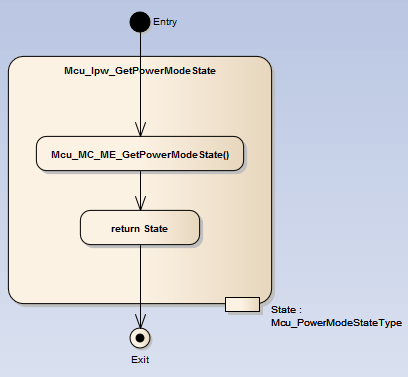 Entry
Mcu_Ipw_GetPowerModeState
Mcu_MC_ME_GetPowerModeState()
return State
State :
Mcu_PowerModeStateType
Exit